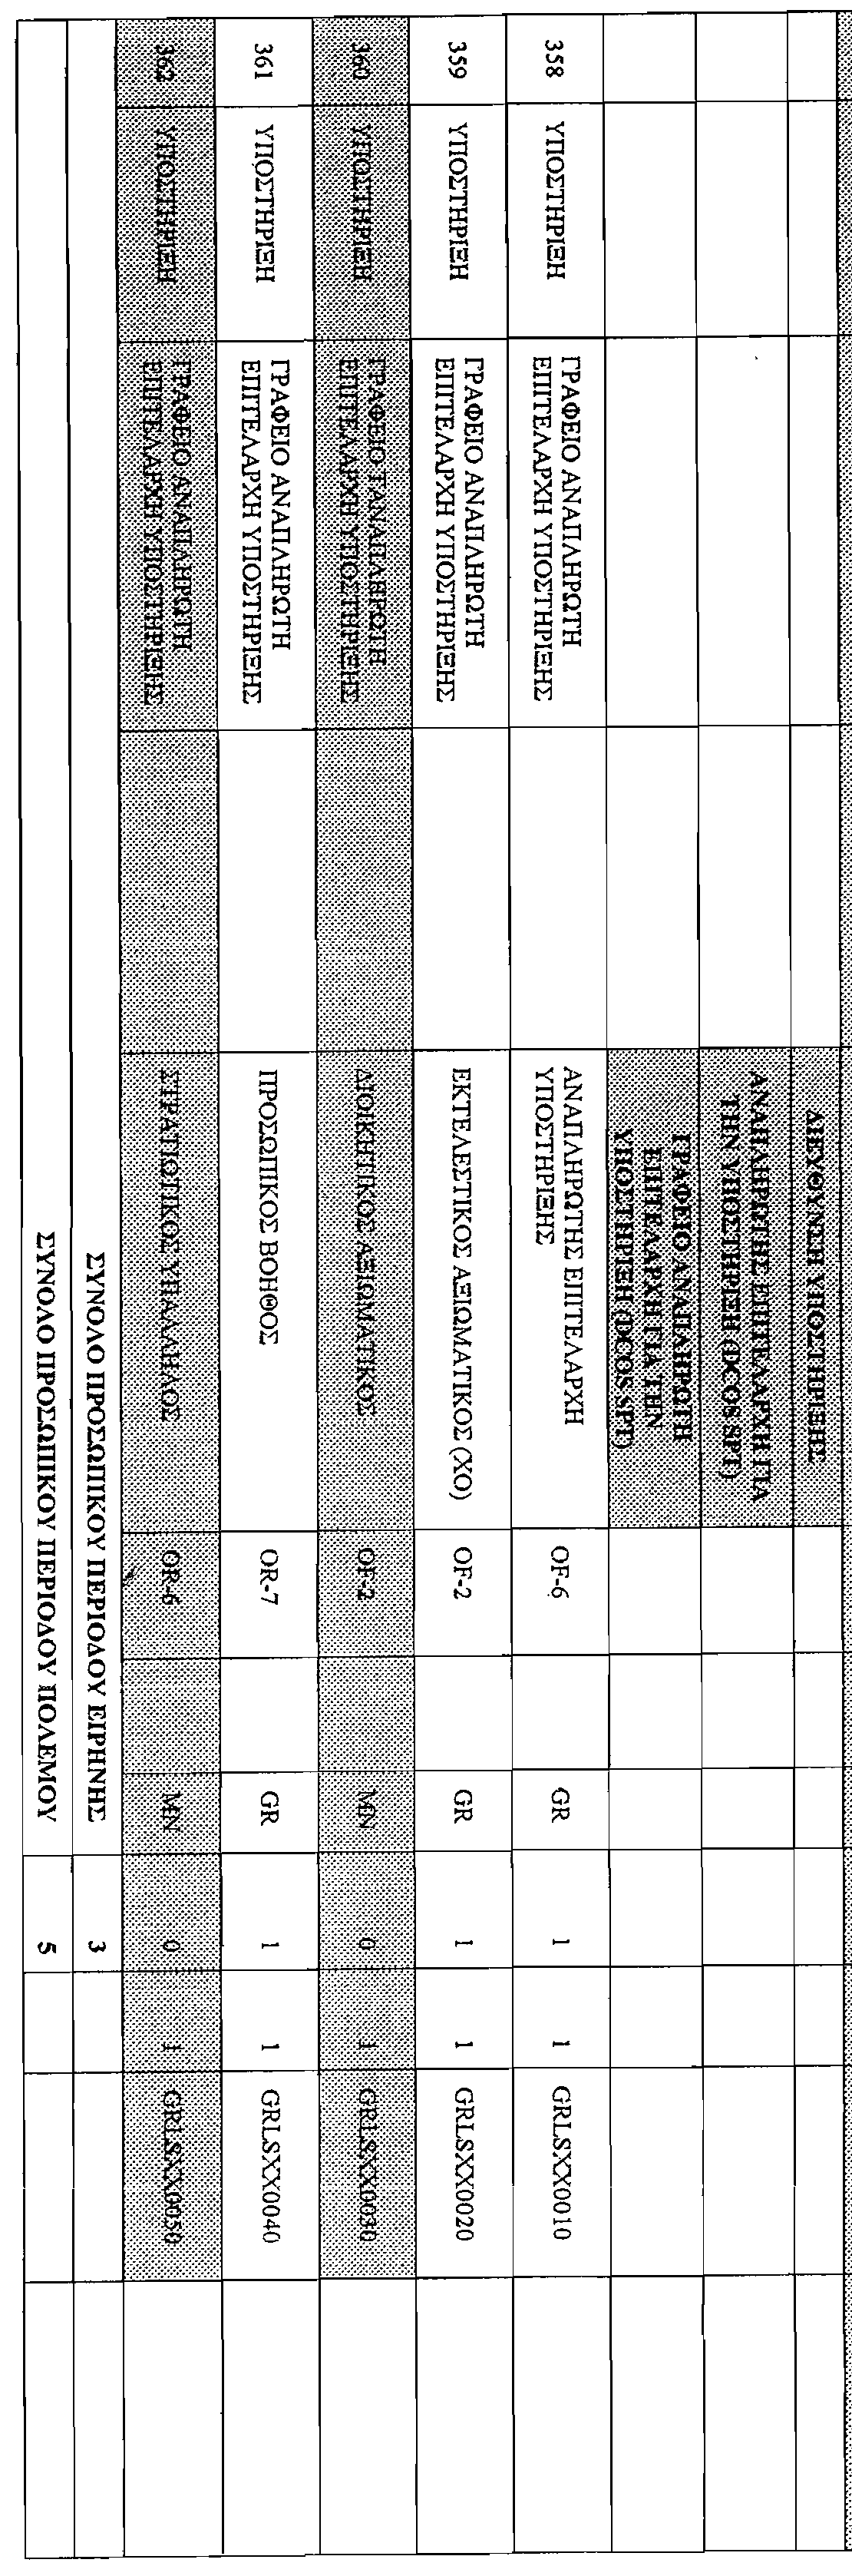 ΔΙΕΥΘΥΝΣΗ ΥΠΟΣΤΗΡΙΞΗΣ
ΑΝΑΠΛΗΡΩΤΗΣ ΕΠΙΤΕΛΑΡΧΗ ΓΙΑ
ΤΗΝ ΥΠΟΣΤΗΡΙΞΗ (DCOS SPT)
ΓΡΑΦΕΙΟ ΑΝΑΠΛΗΡΩΤΗ
ΕΠΙΤΕΛΑΡΧΗ ΓΙΑ ΤΗΝ
ΥΠΟΣΤΗΡΙΞΗ (DCOS SPT)
358 ΥΠΟΣΤΗΡΙΞΗ ΓΡΑΦΕΙΟ ΑΝΑΠΛΗΡΩΤΗ ΑΝΑΠΛΗΡΩΤΗΣ ΕΠΙΤΕΛΑΡΧΗ OF-6 GR 1 1 GRLSXX0010
ΕΠΙΤΕΛΑΡΧΗ ΥΠΟΣΤΗΡΙΞΗΣ ΥΠΟΣΤΗΡΙΞΗΣ
359 ΥΠΟΣΤΗΡΙΞΗ ΓΡΑΦΕΙΟ ΑΝΑΠΛΗΡΩΤΗ ΕΚΤΕΛΕΣΤΙΚΟΣ ΑΞΙΩΜΑΤΙΚΟΣ (XO) OF-2 GR 1 1 GRLSXX0020
ΕΠΙΤΕΛΑΡΧΗ ΥΠΟΣΤΗΡΙΞΗΣ
360 ΥΠΟΣΤΗΡΙΞΗ ΓΡΑΦΕΙΟ ΤΑΝΑΠΛΗΡΩΤΗ ΔΙΟΙΚΗΤΙΚΟΣ ΑΞΙΩΜΑΤΙΚΟΣ OF-2 MN 0 1 GRLSXX0030
ΕΠΙΤΕΛΑΡΧΗ ΥΠΟΣΤΗΡΙΞΗΣ
361 ΥΠΟΣΤΗΡΙΞΗ ΓΡΑΦΕΙΟ ΑΝΑΠΛΗΡΩΤΗ ΠΡΟΣΩΠΙΚΟΣ ΒΟΗΘΟΣ OR-7 GR 1 1 GRLSXX0040
ΕΠΙΤΕΛΑΡΧΗ ΥΠΟΣΤΗΡΙΞΗΣ
362 ΥΠΟΣΤΗΡΙΞΗ ΓΡΑΦΕΙΟ ΑΝΑΠΛΗΡΩΤΗ ΣΤΡΑΤΙΩΤΙΚΟΣ ΥΠΑΛΛΗΛΟΣ OR-6 MN 0 1 GRLSXX0050
ΕΠΙΤΕΛΑΡΧΗ ΥΠΟΣΤΗΡΙΞΗΣ
ΣΥΝΟΛΟ ΠΡΟΣΩΠΙΚΟΥ ΠΕΡΙΟΔΟΥ ΕΙΡΗΝΗΣ 3
ΣΥΝΟΛΟ ΠΡΟΣΩΠΙΚΟΥ ΠΕΡΙΟΔΟΥ ΠΟΛΕΜΟΥ 5